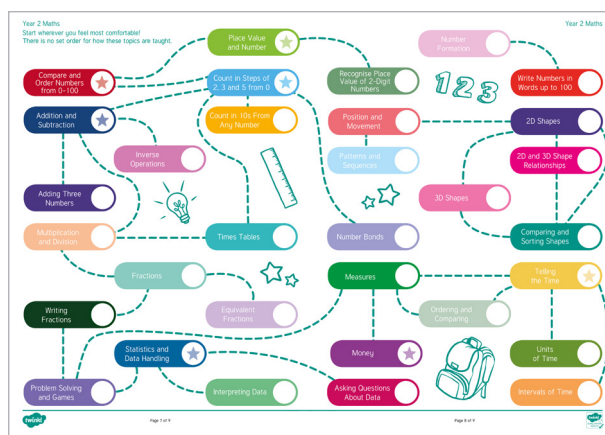 Year 2 Maths
Start wherever you feel most comfortable!
There is no set order for how these topics are taught.
Year 2 Maths
Place Value
and Number
Number
Formation
Compare and
Order Numbers
from 0-100
Count in Steps of
2, 3 and 5 from 0
Recognise Place
Value of 2-Digit
Numbers
123
Write Numbers in
Words up to 100
Addition and
Subtraction
Count in 10s From
Any Number
Position and
Movement
2D Shapes
Inverse
Operations
Patterns and
Sequences
2D and 3D Shape
Relationships
Adding Three
Numbers
3D Shapes
Multiplication
and Division
Times Tables
Number Bonds
Comparing and
Sorting Shapes
Fractions
Measures
Telling
the Time
Writing
Fractions
Equivalent
Fractions
Ordering and
Comparing
Statistics and
Data Handling
Money
Units
of Time
Problem Solving
and Games
Interpreting Data
Asking Questions
About Data
Intervals of Time
twinkl
Page 7 of 9
Page 8 of 9
twinkl